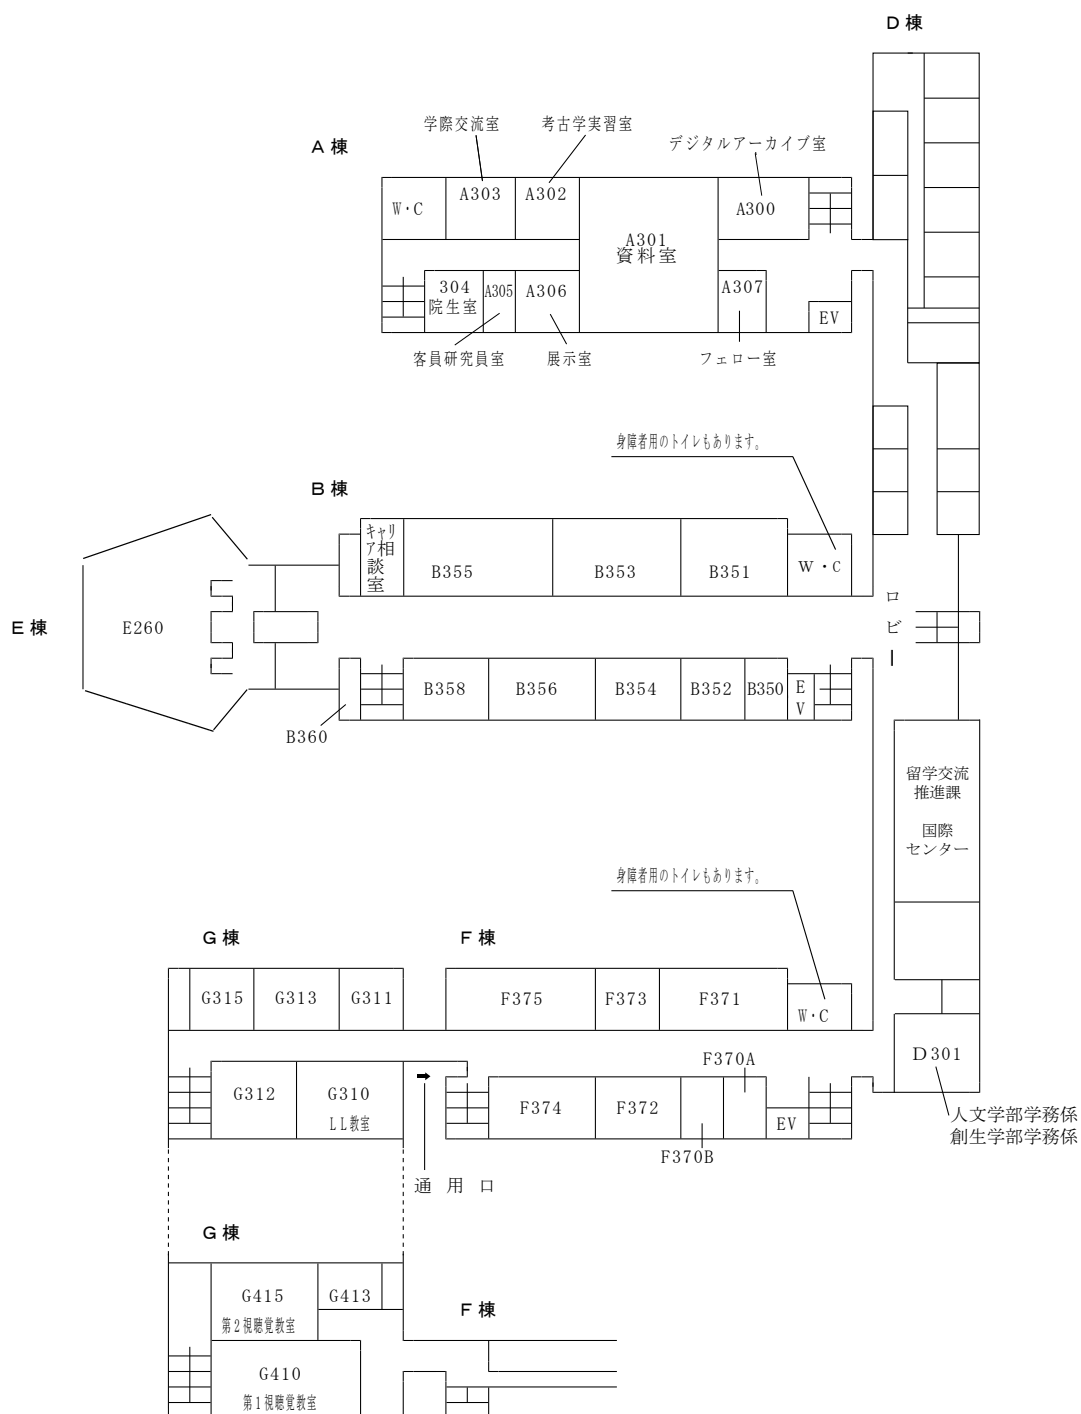 D棟
学際交流室
考古学実習室
デジタルアーカイブ室
A棟
W・C
A303
A302
A301
資料室
A300
304
院生室
A305
A306
A307
EV
客員研究員室
展示室
フェロー室
身障者用のトイレもあります。
B棟
キャリ
ア相
談
室
B355
B353
B351
W・C
E棟
E260
ロ
ビ
ー
B358
B356
B354
B352
B350
E
V
B360
留学交流
推進課
国際
センター
身障者用のトイレもあります。
G棟
F棟
G315
G313
G311
F375
F373
F371
W・C
F370A
D301
G312
G310
LL教室
F374
F372
EV
人文学部学務係
創生学部学務係
F370B
通用口
G棟
G415
第2視聴覚教室
G413
F棟
G410
第1視聴覚教室